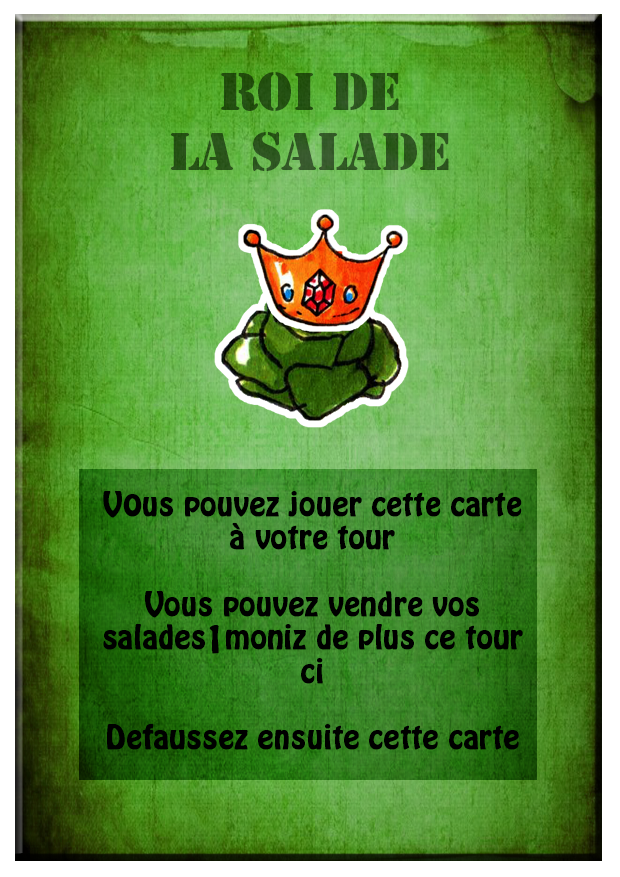 ROI DE
LA SALADE
Vous pouvez jouer cette carte
à votre tour
Vous pouvez vendre vos
salades1moniz de plus ce tour
ci
Defaussez ensuite cette carte